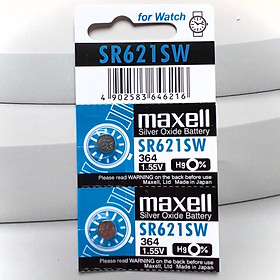 for Watch
SR621SW
4 902583 646216
maxell
Silver Oxide Battery
SR621SW
364
1.55V
Hg 0%
Please read WARNING on the back before use
Maxell, Ltd. Made in Japan
maxell
Silver Oxide Battery
SR621SW
364
1.55V
Hg 0%
Please read WARNING on the back before use
Maxell, Ltd. Made in Japan